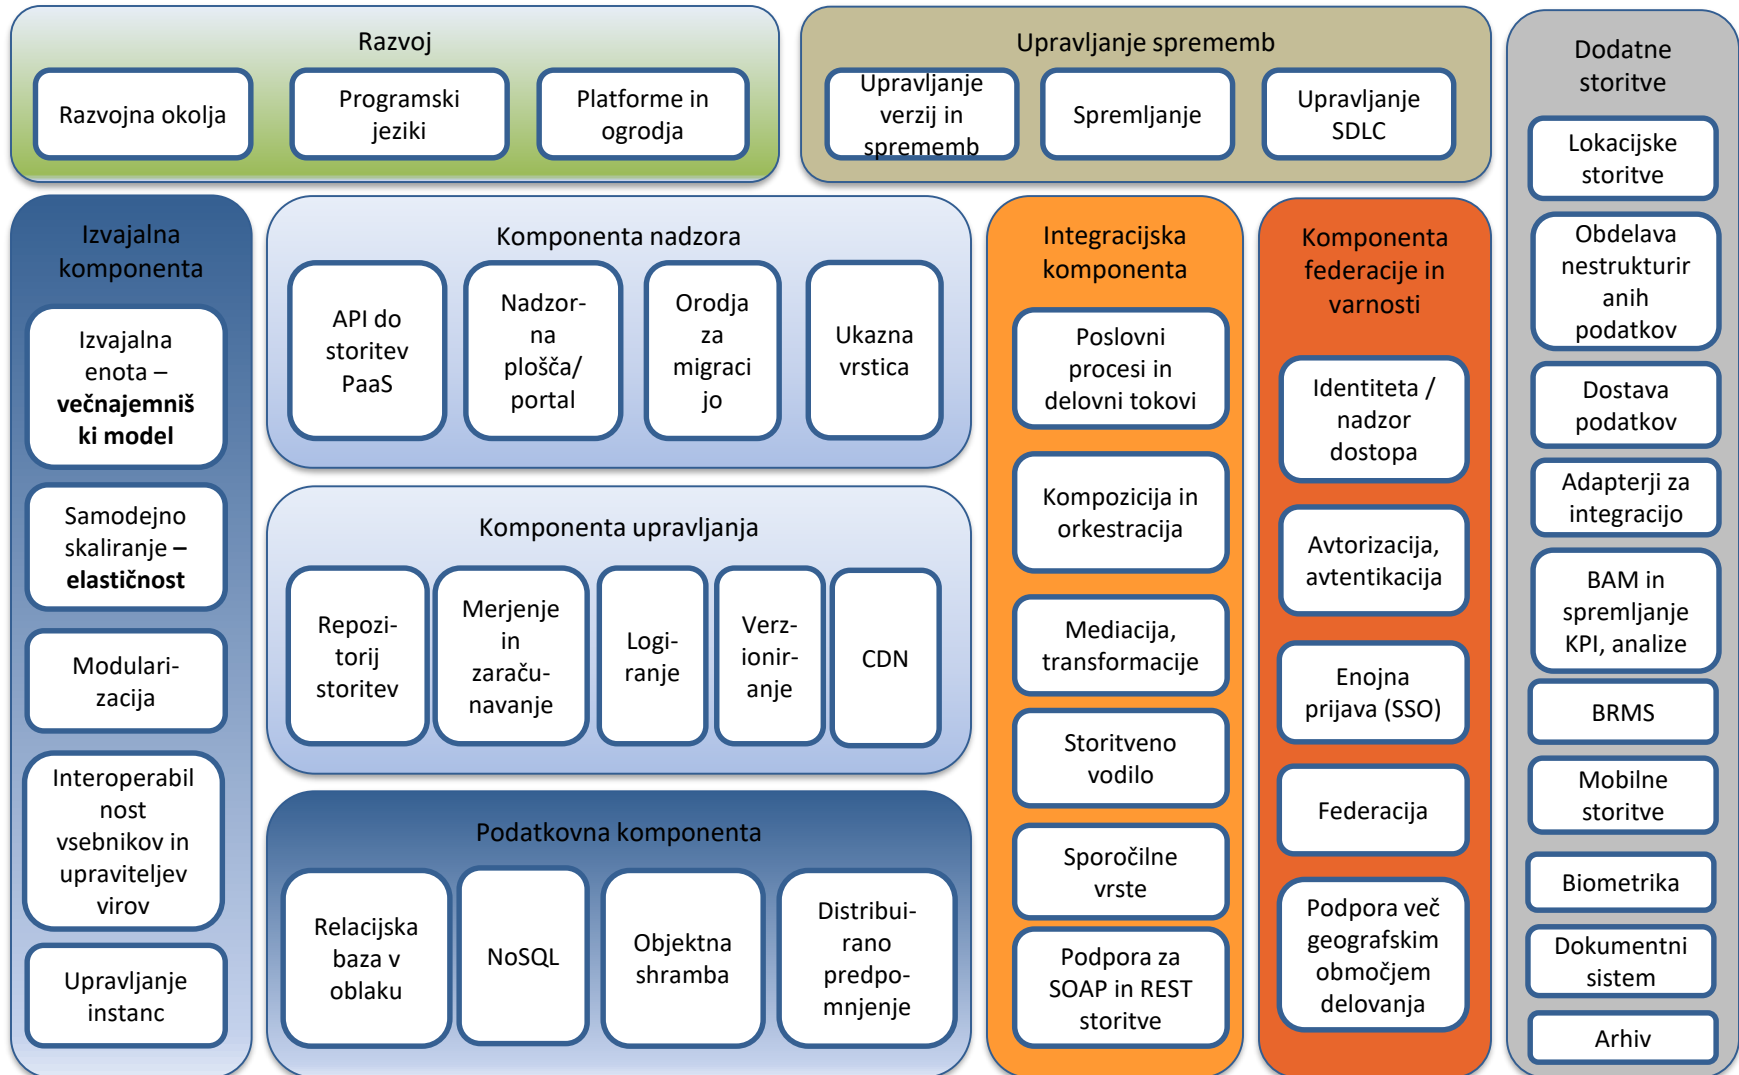 Razvoj
Razvojna okolja
Programski
jeziki
Platforme in
ogrodja
Upravljanje sprememb
Upravljanje
verzij in
sprememb
Spremljanje
Upravljanje
SDLC
Dodatne
storitve
Lokacijske
storitve
Obdelava
nestrukturir
anih
podatkov
Dostava
podatkov
Adapterji za
integracijo
BAM in
spremljanje
KPI, analize
BRMS
Mobilne
storitve
Biometrika
Dokumentni
sistem
Arhiv
Izvajalna
komponenta
Izvajalna
enota –
večnajemniš
ki model
Samodejno
skaliranje –
elastičnost
Modulari-
zacija
Interoperabil
nost
vsebnikov in
upraviteljev
virov
Upravljanje
instanc
Komponenta nadzora
API do
storitev
PaaS
Nadzor-
na
plošča/
portal
Orodja
za
migraci
jo
Ukazna
vrstica
Komponenta upravljanja
Repozi-
torij
storitev
Merjenje
in
zaraču-
navanje
Logi-
ranje
Verz-
ionir-
anje
CDN
Podatkovna komponenta
Relacijska
baza v
oblaku
NoSQL
Objektna
shramba
Distribui-
rano
predpo-
mnjenje
Integracijska
komponenta
Poslovni
procesi in
delovni tokovi
Kompozicija in
orkestracija
Mediacija,
transformacije
Storitveno
vodilo
Sporočilne
vrste
Podpora za
SOAP in REST
storitve
Komponenta
federacije in
varnosti
Identiteta /
nadzor
dostopa
Avtorizacija,
avtentikacija
Enojna
prijava (SSO)
Federacija
Podpora več
geografskim
območjem
delovanja